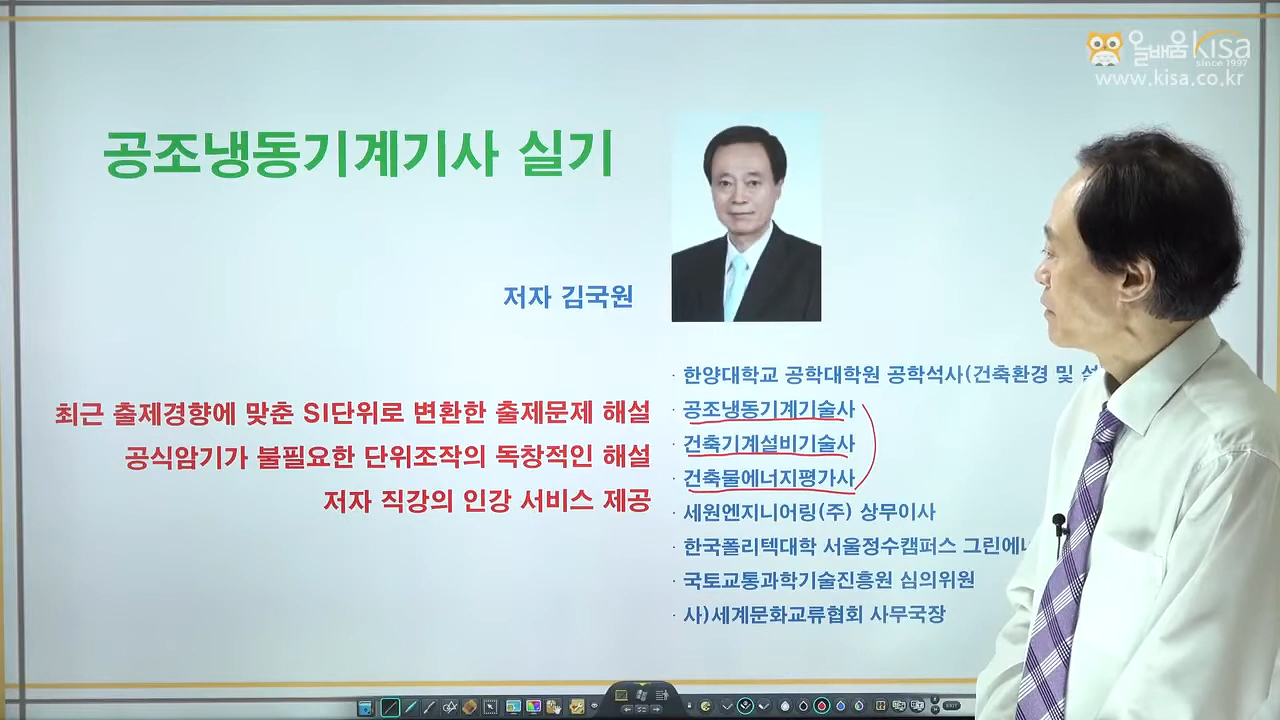 올배움 kisa
since 1997
www.kisa.co.kr
공조냉동기계기사 실기
저자 김국원
최근 출제경향에 맞춘 SI단위로 변환한 출제문제 해설
공식암기가 불필요한 단위조작의 독창적인 해설
저자 직강의 인강 서비스 제공
· 한양대학교 공학대학원 공학석사(건축환경 및 설
· 공조냉동기계기술사
· 건축기계설비기술사
· 건축물에너지평가사
· 세원엔지니어링(주) 상무이사
· 한국폴리텍대학 서울정수캠퍼스 그린에너
· 국토교통과학기술진흥원 심의위원
· 사)세계문화교류협회 사무국장
EXIT